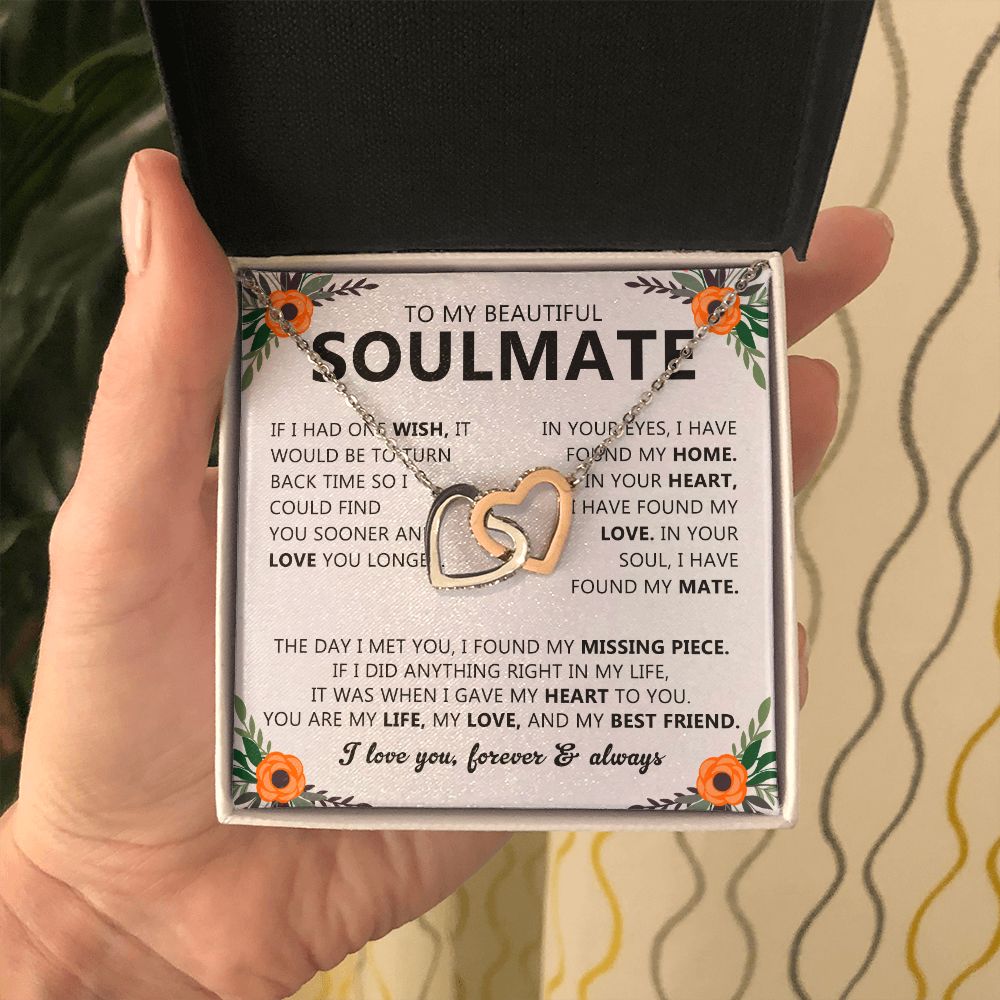 TO MY BEAUTIFUL
SOULMATE
IF I HAD ONE WISH, IT
WOULD BE TO TURN
BACK TIME SO I
COULD FIND
YOU SOONER AND
LOVE YOU LONGER
IN YOUR EYES, I HAVE
FOUND MY HOME.
IN YOUR HEART,
I HAVE FOUND MY
LOVE. IN YOUR
SOUL, I HAVE
FOUND MY MATE.
THE DAY I MET YOU, I FOUND MY MISSING PIECE.
IF I DID ANYTHING RIGHT IN MY LIFE,
IT WAS WHEN I GAVE MY HEART TO YOU.
YOU ARE MY LIFE, MY LOVE, AND MY BEST FRIEND.
I love you, forever & always